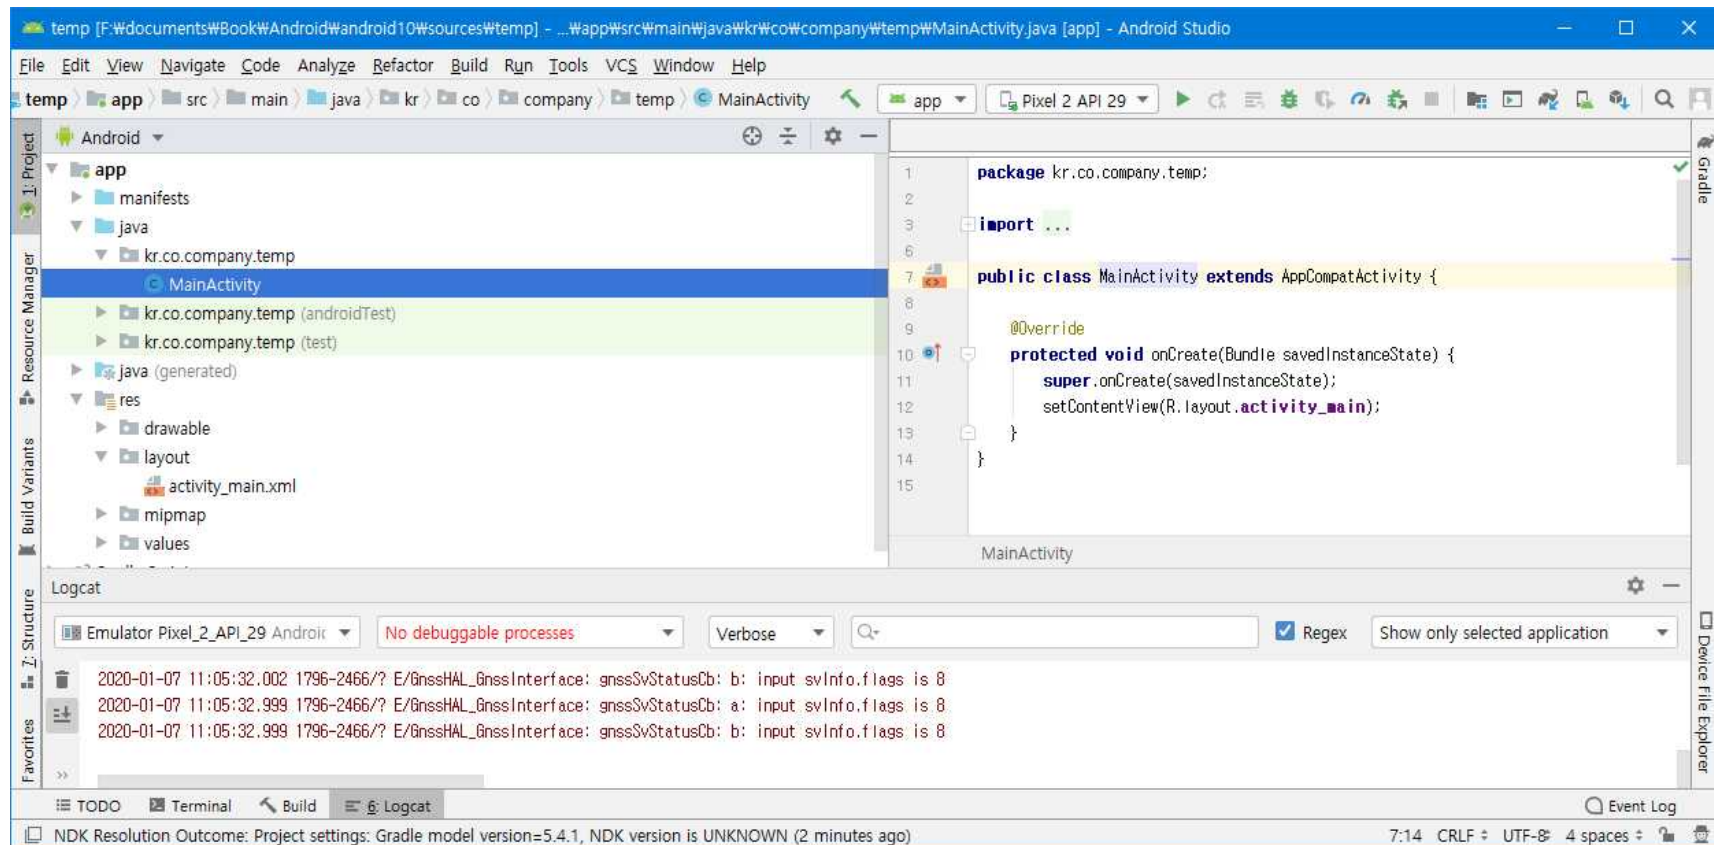 temp [F:₩documents₩Book₩Android₩android10₩sources₩temp] - ...₩app₩src₩main₩java₩kr₩co₩company₩temp₩MainActivity.java [app] - Android Studio
File Edit View Navigate Code Analyze Refactor Build Run Tools VCS Window Help
temp app src main java kr co company temp MainActivity app Pixel 2 API 29
1: Project
Resource Manager
Build Variants
7: Structure
Favorites
Android
app
manifests
java
kr.co.company.temp
MainActivity
kr.co.company.temp (androidTest)
kr.co.company.temp (test)
java (generated)
res
drawable
layout
activity_main.xml
mipmap
values
1 package kr.co.company.temp;
2
3 import ...
6
7 public class MainActivity extends AppCompatActivity {
8
9 @Override
10 protected void onCreate(Bundle savedInstanceState) {
11 super.onCreate(savedInstanceState);
12 setContentView(R.layout.activity_main);
13 }
14 }
15
MainActivity
Gradle
Device File Explorer
Logcat
Emulator Pixel_2_API_29 No debuggable processes Verbose Regex Show only selected application
2020-01-07 11:05:32.002 1796-2466/? E/GnssHAL_GnssInterface: gnssSvStatusCb: b: input svInfo.flags is 8
2020-01-07 11:05:32.999 1796-2466/? E/GnssHAL_GnssInterface: gnssSvStatusCb: a: input svInfo.flags is 8
2020-01-07 11:05:32.999 1796-2466/? E/GnssHAL_GnssInterface: gnssSvStatusCb: b: input svInfo.flags is 8
TODO Terminal Build 6: Logcat Event Log
NDK Resolution Outcome: Project settings: Gradle model version=5.4.1, NDK version is UNKNOWN (2 minutes ago) 7:14 CRLF UTF-8 4 spaces